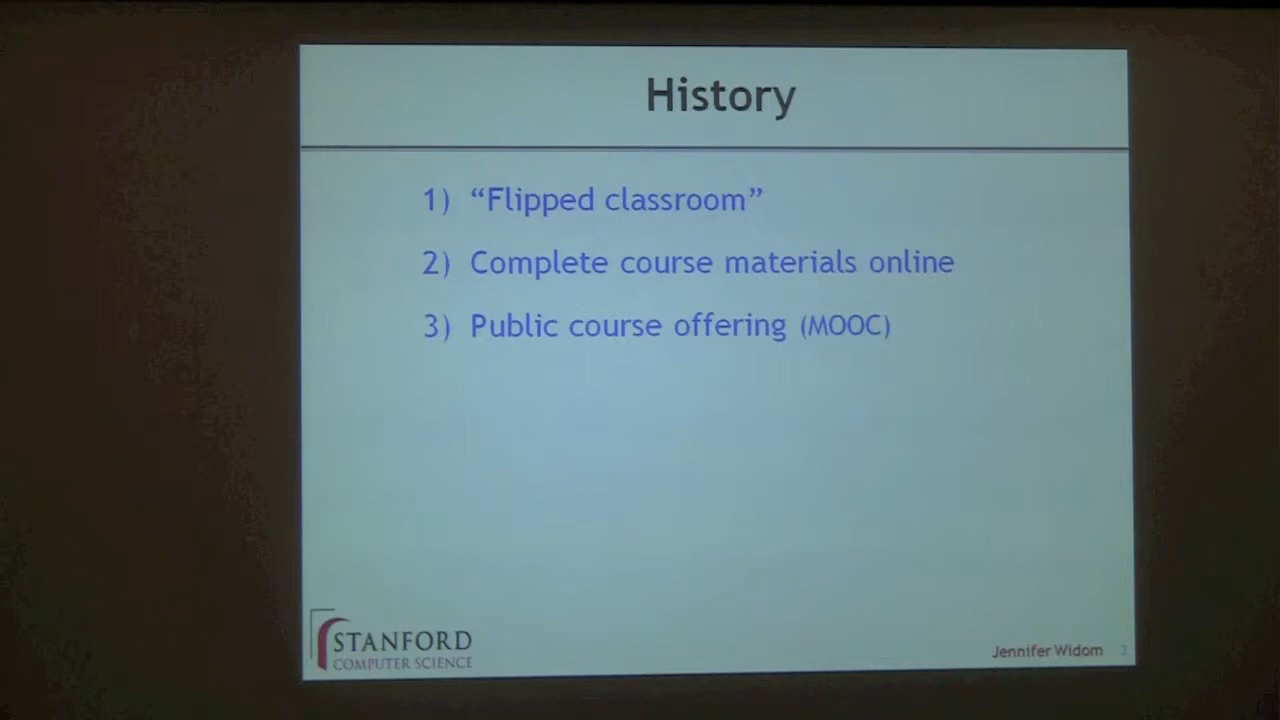 History
1) “Flipped classroom”
2) Complete course materials online
3) Public course offering (MOOC)
STANFORD
COMPUTER SCIENCE
Jennifer Widom 3